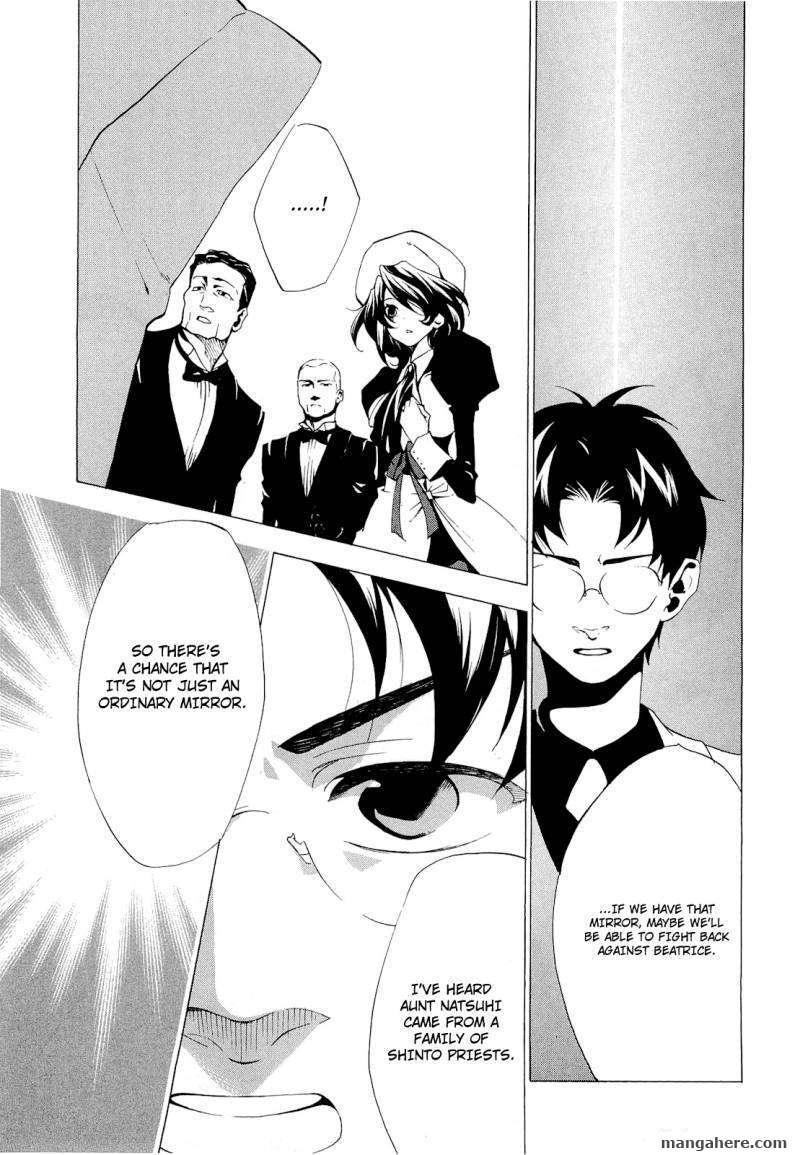 ...IF WE HAVE THAT
MIRROR, MAYBE WE'LL
BE ABLE TO FIGHT BACK
AGAINST BEATRICE.
.....!
I'VE HEARD
AUNT NATSUHI
CAME FROM A
FAMILY OF
SHINTO PRIESTS.
SO THERE'S
A CHANCE THAT
IT'S NOT JUST AN
ORDINARY MIRROR.
mangahere.com